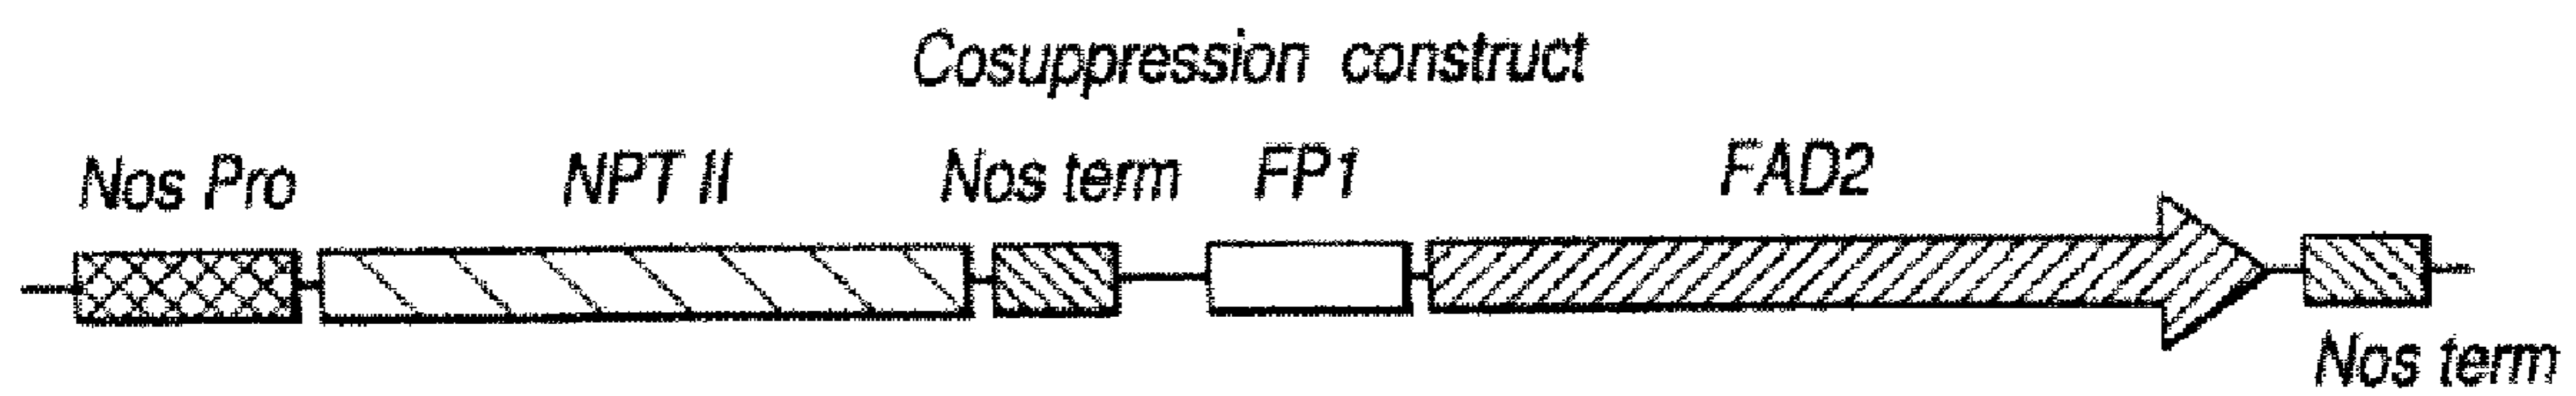 Cosuppression construct
Nos Pro NPT II Nos term FP1 FAD2
Nos term